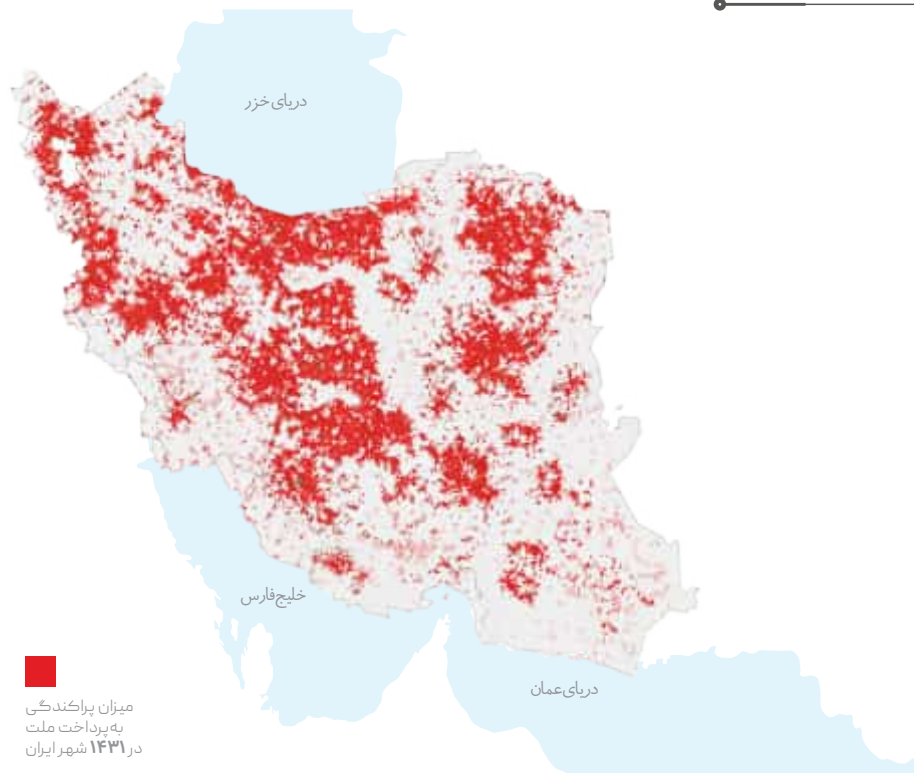 دریای خزر
خلیج‌فارس
دریای‌عمان
میزان پراکندگی
به‌پرداخت ملت
در ۱۴۳۱ شهر ایران